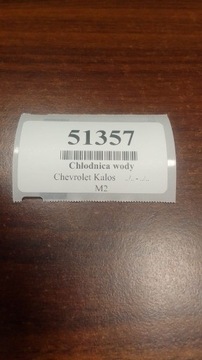 51357
Chłodnica wody
Chevrolet Kalos
M2